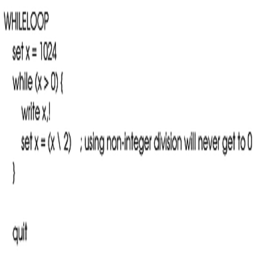 WHILELOOP
set x = 1024
while (x > 0) {
write x,!
set x = (x \ 2)    ; using non-integer division will never get to 0
}
quit